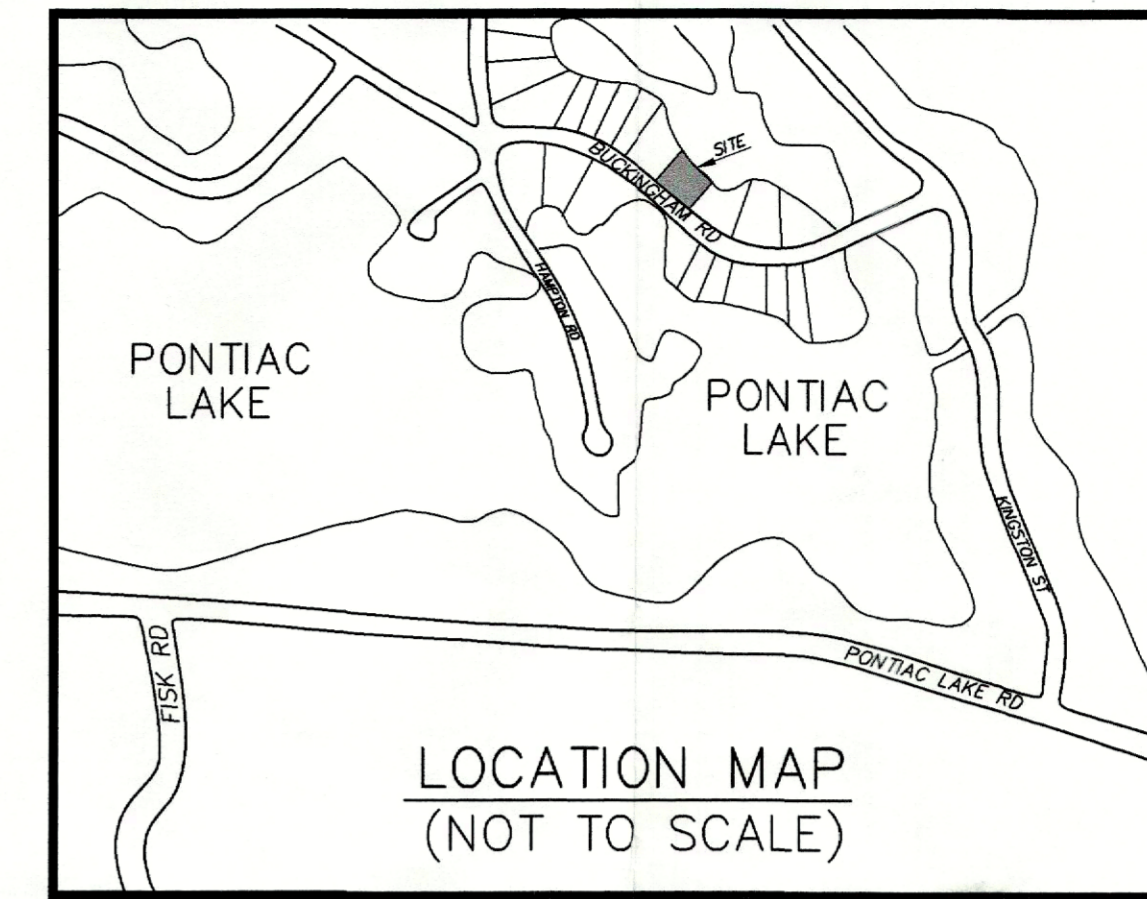 SITE
BUCKINGHAM RD
HAMPTON RD
PONTIAC
LAKE
PONTIAC
LAKE
KINGSTON ST
FISK RD
PONTIAC LAKE RD
LOCATION MAP
(NOT TO SCALE)